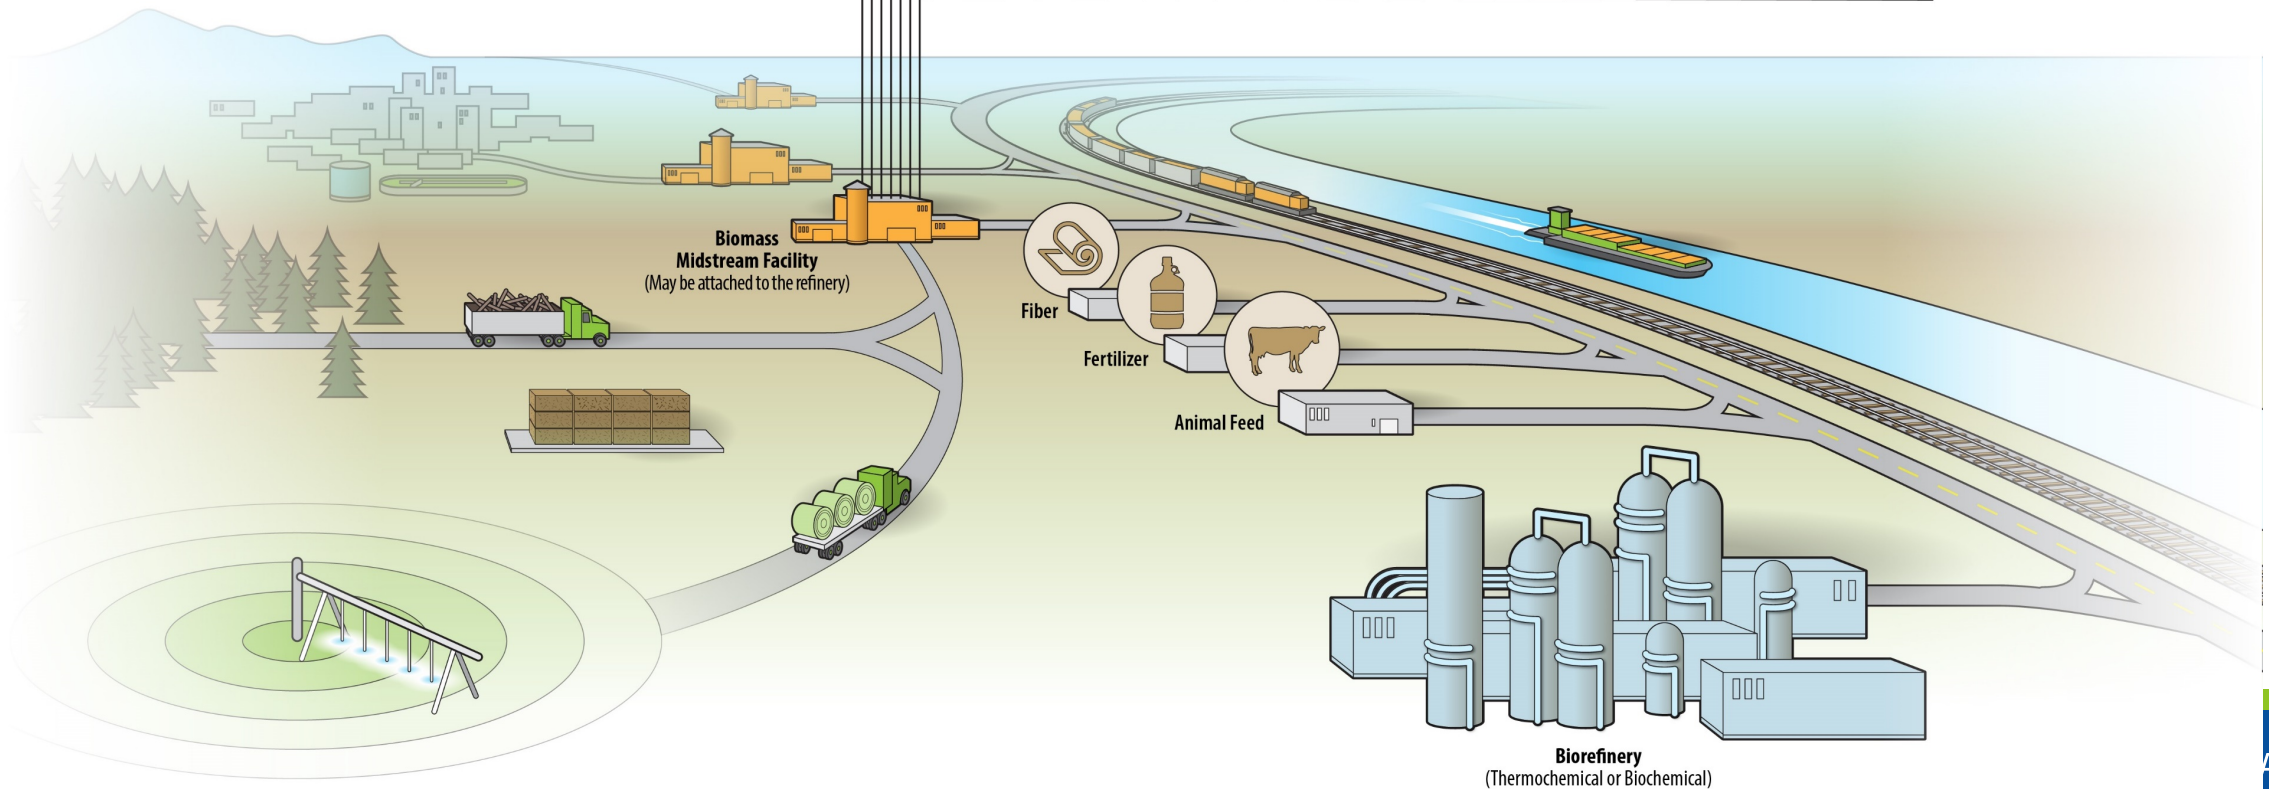 Biomass
Midstream Facility
(May be attached to the refinery)
Fiber
Fertilizer
Animal Feed
Biorefinery
(Thermochemical or Biochemical)